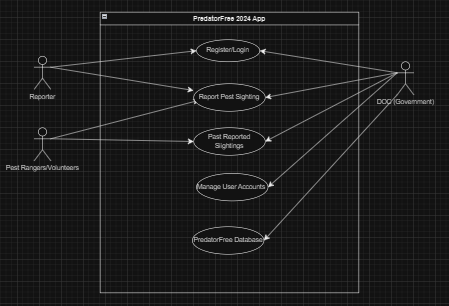 PredatorFree 2024 App
Register/Login
Reporter
Report Pest Sighting
DOC (Government)
Past Reported
Sightings
Pest Rangers/Volunteers
Manage User Accounts
PredatorFree Database